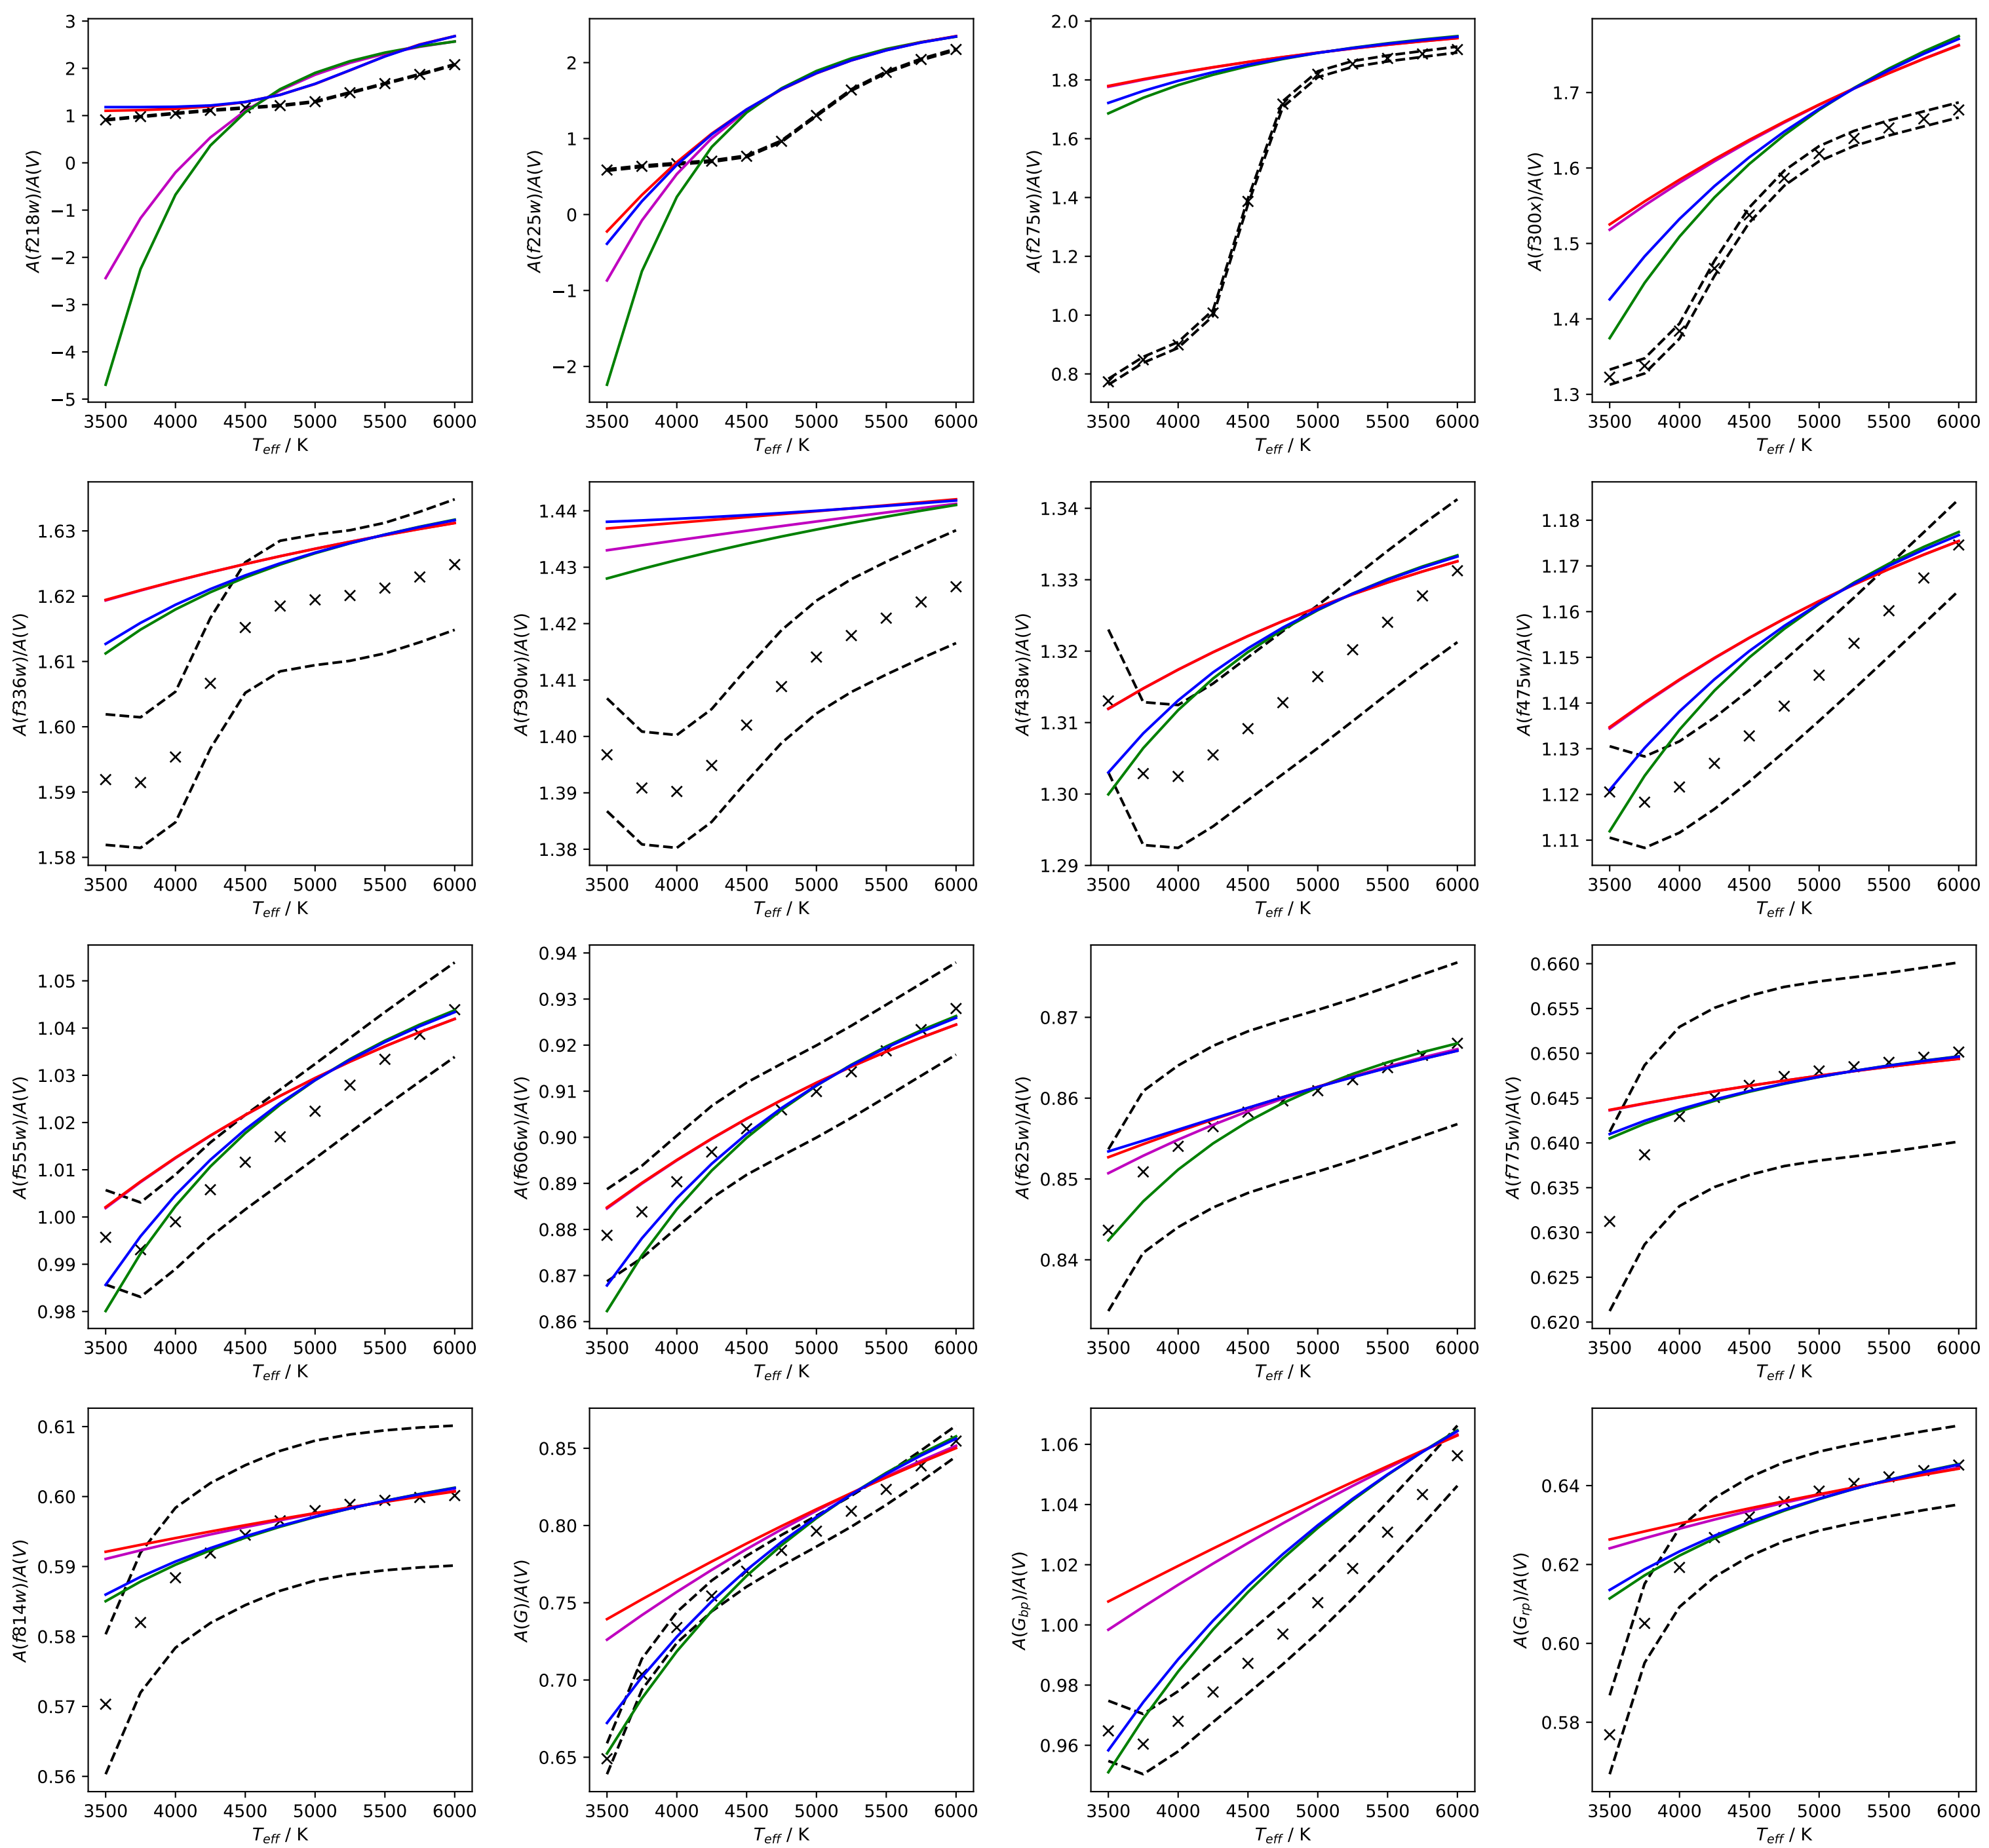 A(f218w)/A(V)
3
2
1
0
−1
−2
−3
−4
−5
3500 4000 4500 5000 5500 6000
T_eff / K
A(f225w)/A(V)
2
1
0
−1
−2
3500 4000 4500 5000 5500 6000
T_eff / K
A(f275w)/A(V)
2.0
1.8
1.6
1.4
1.2
1.0
0.8
3500 4000 4500 5000 5500 6000
T_eff / K
A(f300x)/A(V)
1.7
1.6
1.5
1.4
1.3
3500 4000 4500 5000 5500 6000
T_eff / K
A(f336w)/A(V)
1.63
1.62
1.61
1.60
1.59
1.58
3500 4000 4500 5000 5500 6000
T_eff / K
A(f390w)/A(V)
1.44
1.43
1.42
1.41
1.40
1.39
1.38
3500 4000 4500 5000 5500 6000
T_eff / K
A(f438w)/A(V)
1.34
1.33
1.32
1.31
1.30
1.29
3500 4000 4500 5000 5500 6000
T_eff / K
A(f475w)/A(V)
1.18
1.17
1.16
1.15
1.14
1.13
1.12
1.11
3500 4000 4500 5000 5500 6000
T_eff / K
A(f555w)/A(V)
1.05
1.04
1.03
1.02
1.01
1.00
0.99
0.98
3500 4000 4500 5000 5500 6000
T_eff / K
A(f606w)/A(V)
0.94
0.93
0.92
0.91
0.90
0.89
0.88
0.87
0.86
3500 4000 4500 5000 5500 6000
T_eff / K
A(f625w)/A(V)
0.87
0.86
0.85
0.84
3500 4000 4500 5000 5500 6000
T_eff / K
A(f775w)/A(V)
0.660
0.655
0.650
0.645
0.640
0.635
0.630
0.625
0.620
3500 4000 4500 5000 5500 6000
T_eff / K
A(f814w)/A(V)
0.61
0.60
0.59
0.58
0.57
0.56
3500 4000 4500 5000 5500 6000
T_eff / K
A(G)/A(V)
0.85
0.80
0.75
0.70
0.65
3500 4000 4500 5000 5500 6000
T_eff / K
A(G_bp)/A(V)
1.06
1.04
1.02
1.00
0.98
0.96
3500 4000 4500 5000 5500 6000
T_eff / K
A(G_rp)/A(V)
0.64
0.62
0.60
0.58
3500 4000 4500 5000 5500 6000
T_eff / K